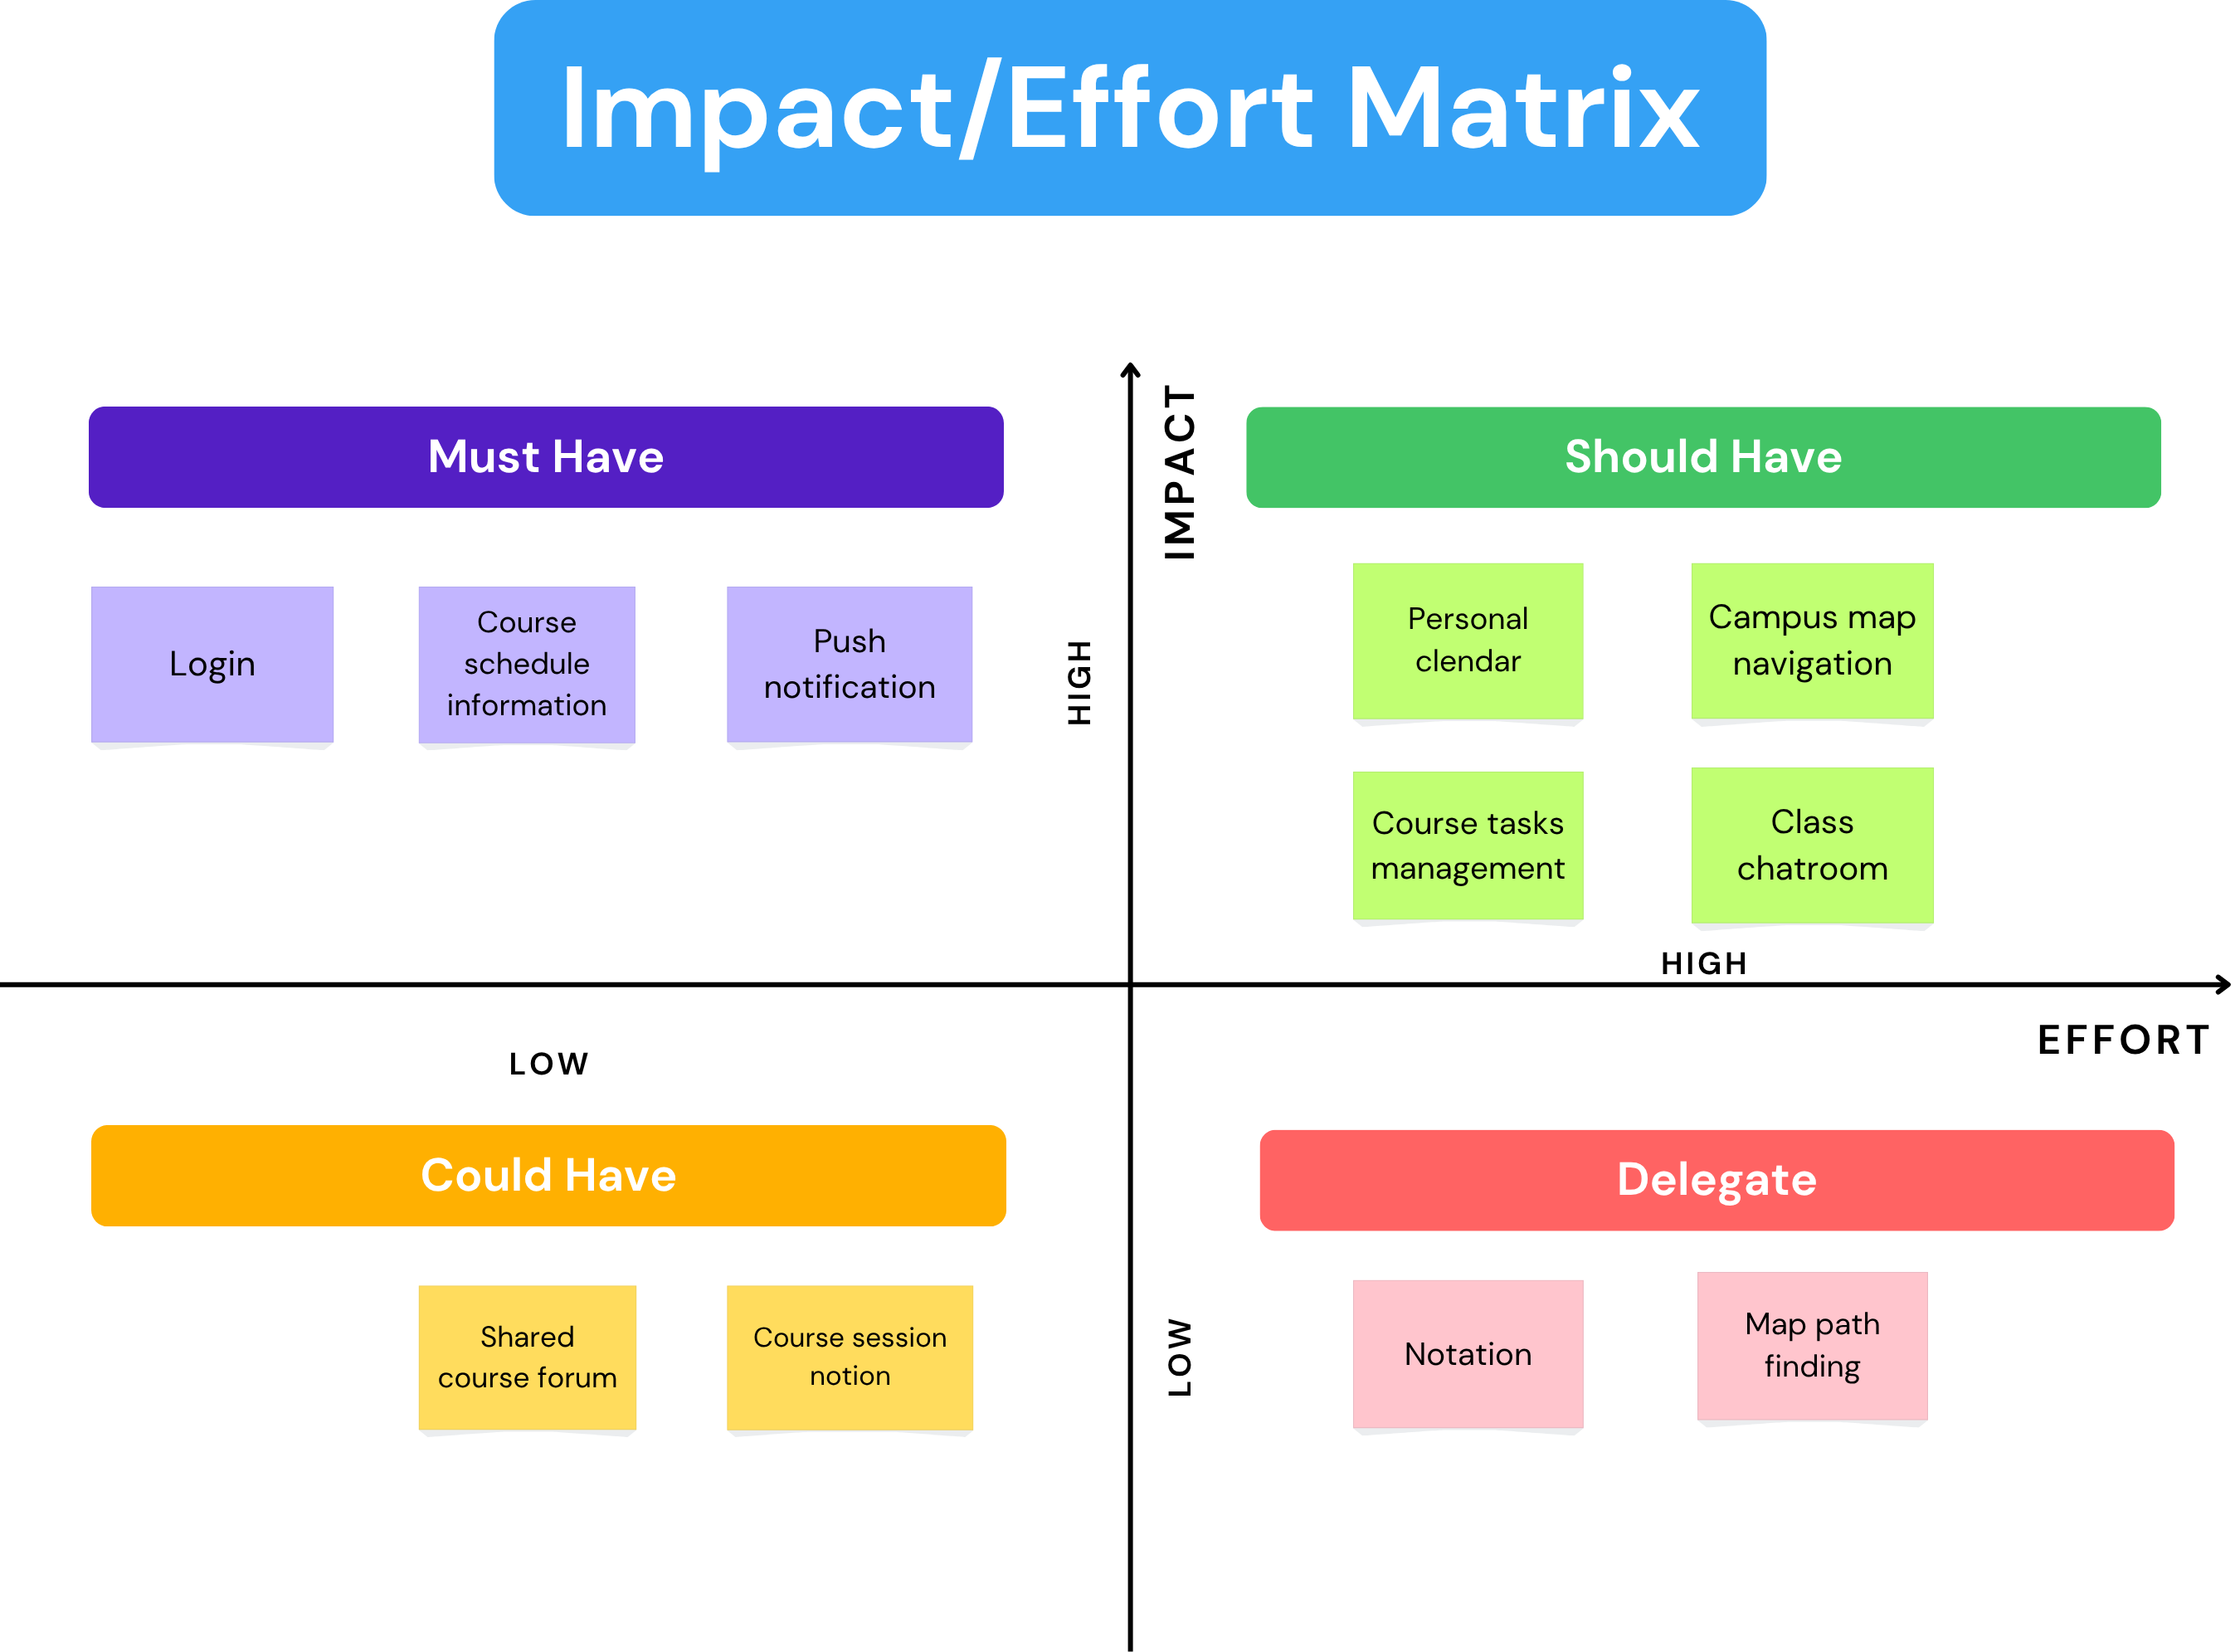 Impact/Effort Matrix
IMPACT
Must Have
Should Have
Login
Course
schedule
information
Push
notification
HIGH
Personal
clendar
Campus map
navigation
Course tasks
management
Class
chatroom
HIGH
EFFORT
LOW
Could Have
Delegate
Shared
course forum
Course session
notion
LOW
Notation
Map path
finding